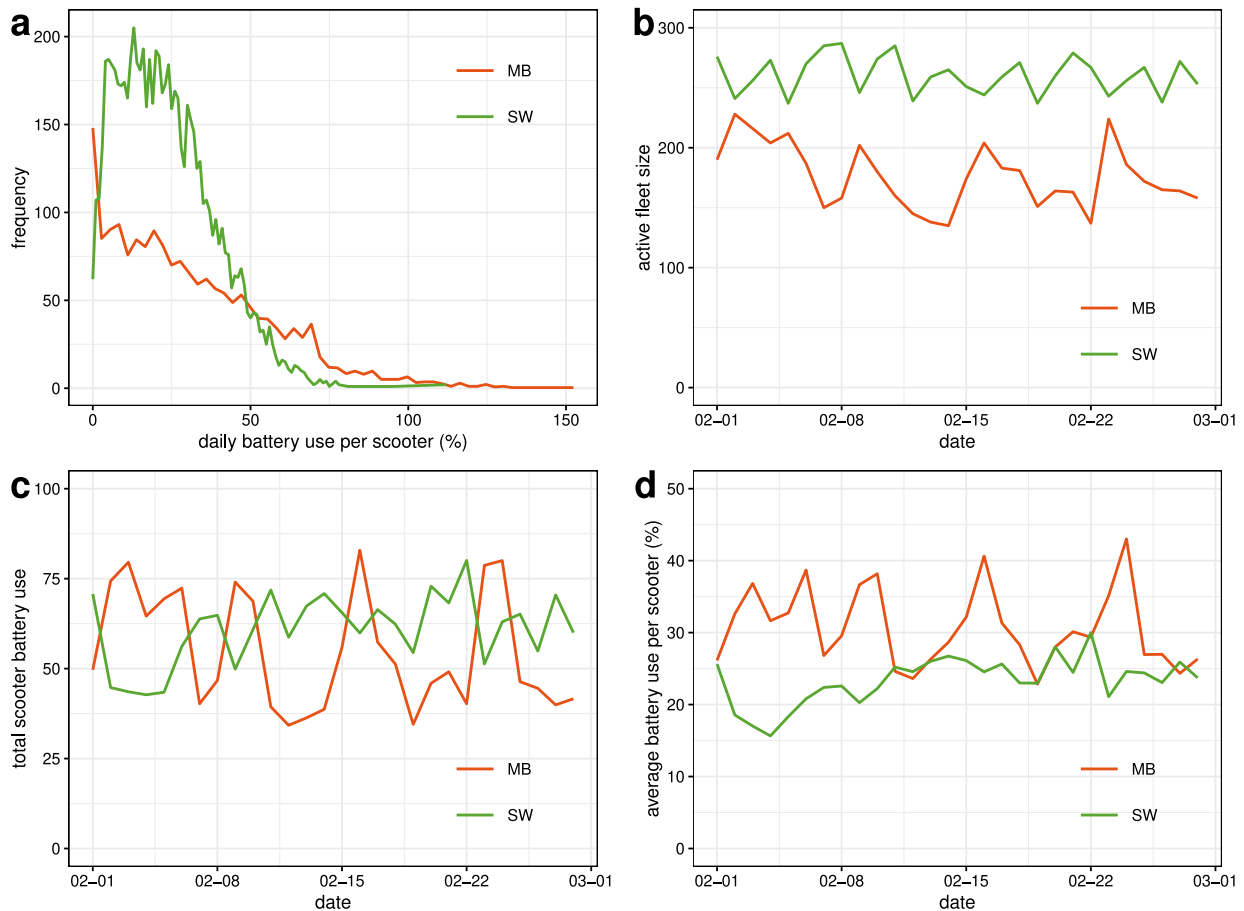 a
frequency
200
150
100
50
0
MB
SW
0 50 100 150
daily battery use per scooter (%)
b
active fleet size
300
200
100
0
MB
SW
02–01 02–08 02–15 02–22 03–01
date
c
total scooter battery use
100
75
50
25
0
MB
SW
02–01 02–08 02–15 02–22 03–01
date
d
average battery use per scooter (%)
50
40
30
20
10
0
MB
SW
02–01 02–08 02–15 02–22 03–01
date